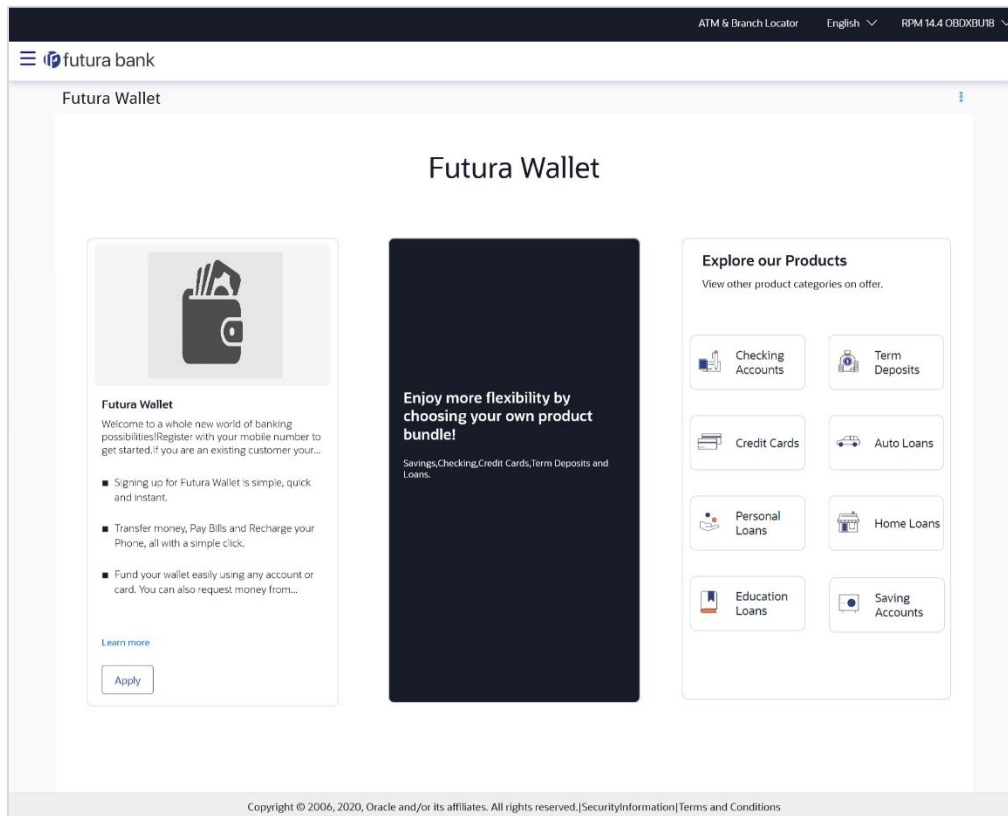 ATM & Branch Locator English RPM 14.4 OBDXBU18
futura bank
Futura Wallet
Futura Wallet
Futura Wallet
Welcome to a whole new world of banking
possibilities!Register with your mobile number to
get started.If you are an existing customer your...
Signing up for Futura Wallet is simple, quick
and instant.
Transfer money, Pay Bills and Recharge your
Phone, all with a simple click.
Fund your wallet easily using any account or
card. You can also request money from...
Learn more
Apply
Enjoy more flexibility by
choosing your own product
bundle!
Savings,Checking,Credit Cards,Term Deposits and
Loans.
Explore our Products
View other product categories on offer.
Checking
Accounts
Term
Deposits
Credit Cards
Auto Loans
Personal
Loans
Home Loans
Education
Loans
Saving
Accounts
Copyright © 2006, 2020, Oracle and/or its affiliates. All rights reserved.|SecurityInformation|Terms and Conditions